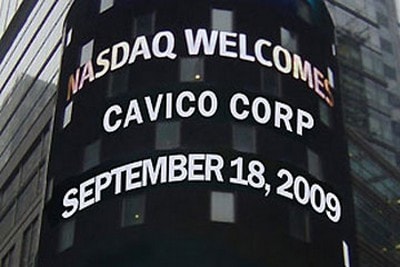 NASDAQ WELCOMES
CAVICO CORP
SEPTEMBER 18, 2009